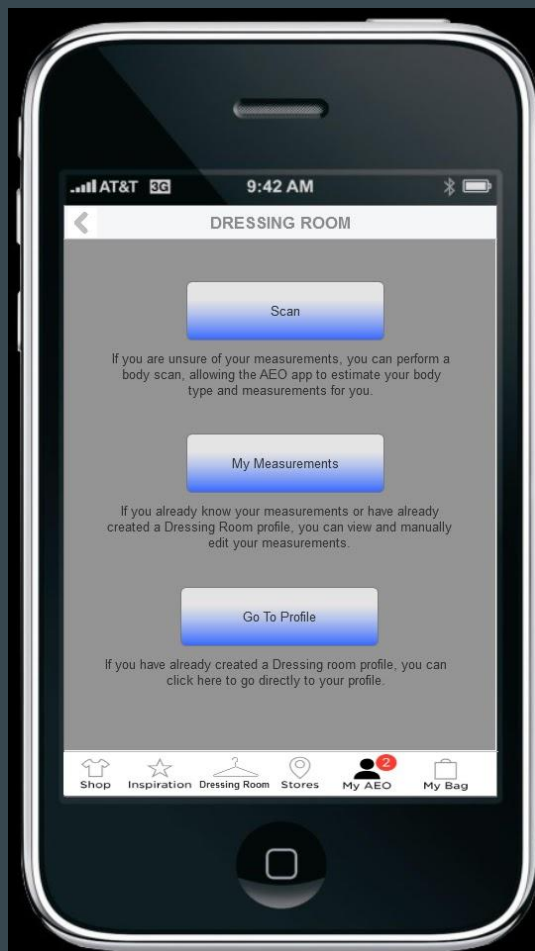 AT&T 3G 9:42 AM
DRESSING ROOM
Scan
If you are unsure of your measurements, you can perform a
body scan, allowing the AEO app to estimate your body
type and measurements for you.
My Measurements
If you already know your measurements or have already
created a Dressing Room profile, you can view and manually
edit your measurements.
Go To Profile
If you have already created a Dressing room profile, you can
click here to go directly to your profile.
2
Shop Inspiration Dressing Room Stores My AEO My Bag